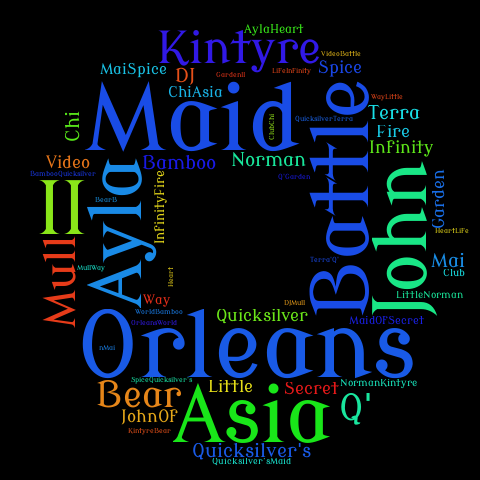 AylaHeart
Kintyre
VideoBattle
MaiSpice
DJ
GardenII
LifeInFinity
Spice
ChiAsia
Maid
WayLittle
Chi
ClubChi
QuicksilverTerra
Terra
Fire
InFinity
Video
Bamboo
Norman
Battle
BambooQuicksilver
Q'Garden
II
Ayla
BearB
InfinityFire
John
Garden
HeartLiFe
Mull
MullWay
Heart
Terra'Q'
Mai
Club
Way
DJMull
LittleNorman
WorldBamboo
OrleansWorld
Quicksilver
MaidOFSecret
Orleans
nMai
SpiceQuicksilver's
Little
Secret
NormanKintyre
Bear
JohnOf
Asia
Q'
KintyreBear
Quicksilver's
Quicksilver'sMaid